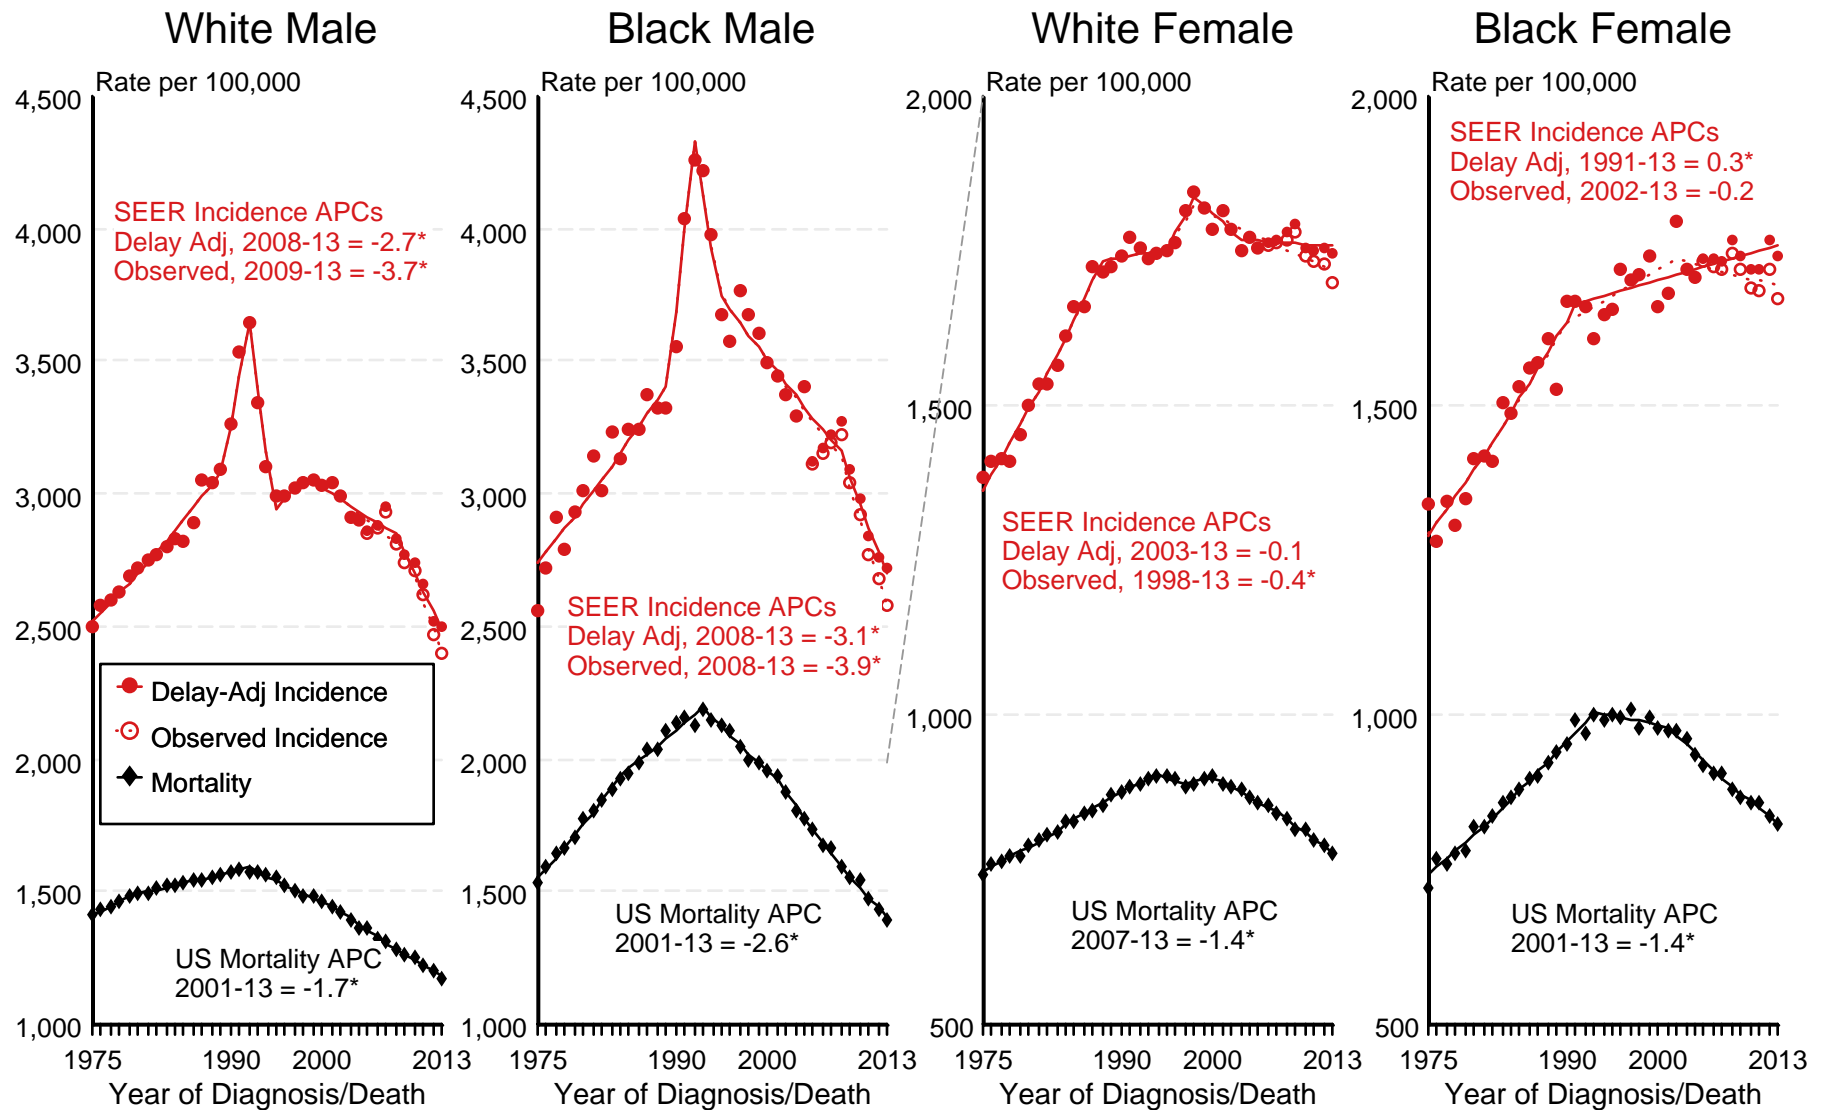 White Male
Rate per 100,000
4,500
4,000
3,500
3,000
2,500
2,000
1,500
1,000
SEER Incidence APCs
Delay Adj, 2008-13 = -2.7*
Observed, 2009-13 = -3.7*
Delay-Adj Incidence
Observed Incidence
Mortality
US Mortality APC
2001-13 = -1.7*
1975
1990
2000
2013
Year of Diagnosis/Death
Black Male
Rate per 100,000
4,500
4,000
3,500
3,000
2,500
2,000
1,500
1,000
SEER Incidence APCs
Delay Adj, 2008-13 = -3.1*
Observed, 2008-13 = -3.9*
US Mortality APC
2001-13 = -2.6*
1975
1990
2000
2013
Year of Diagnosis/Death
White Female
Rate per 100,000
2,000
1,500
1,000
500
SEER Incidence APCs
Delay Adj, 2003-13 = -0.1
Observed, 1998-13 = -0.4*
US Mortality APC
2007-13 = -1.4*
1975
1990
2000
2013
Year of Diagnosis/Death
Black Female
Rate per 100,000
2,000
1,500
1,000
500
SEER Incidence APCs
Delay Adj, 1991-13 = 0.3*
Observed, 2002-13 = -0.2
US Mortality APC
2001-13 = -1.4*
1975
1990
2000
2013
Year of Diagnosis/Death